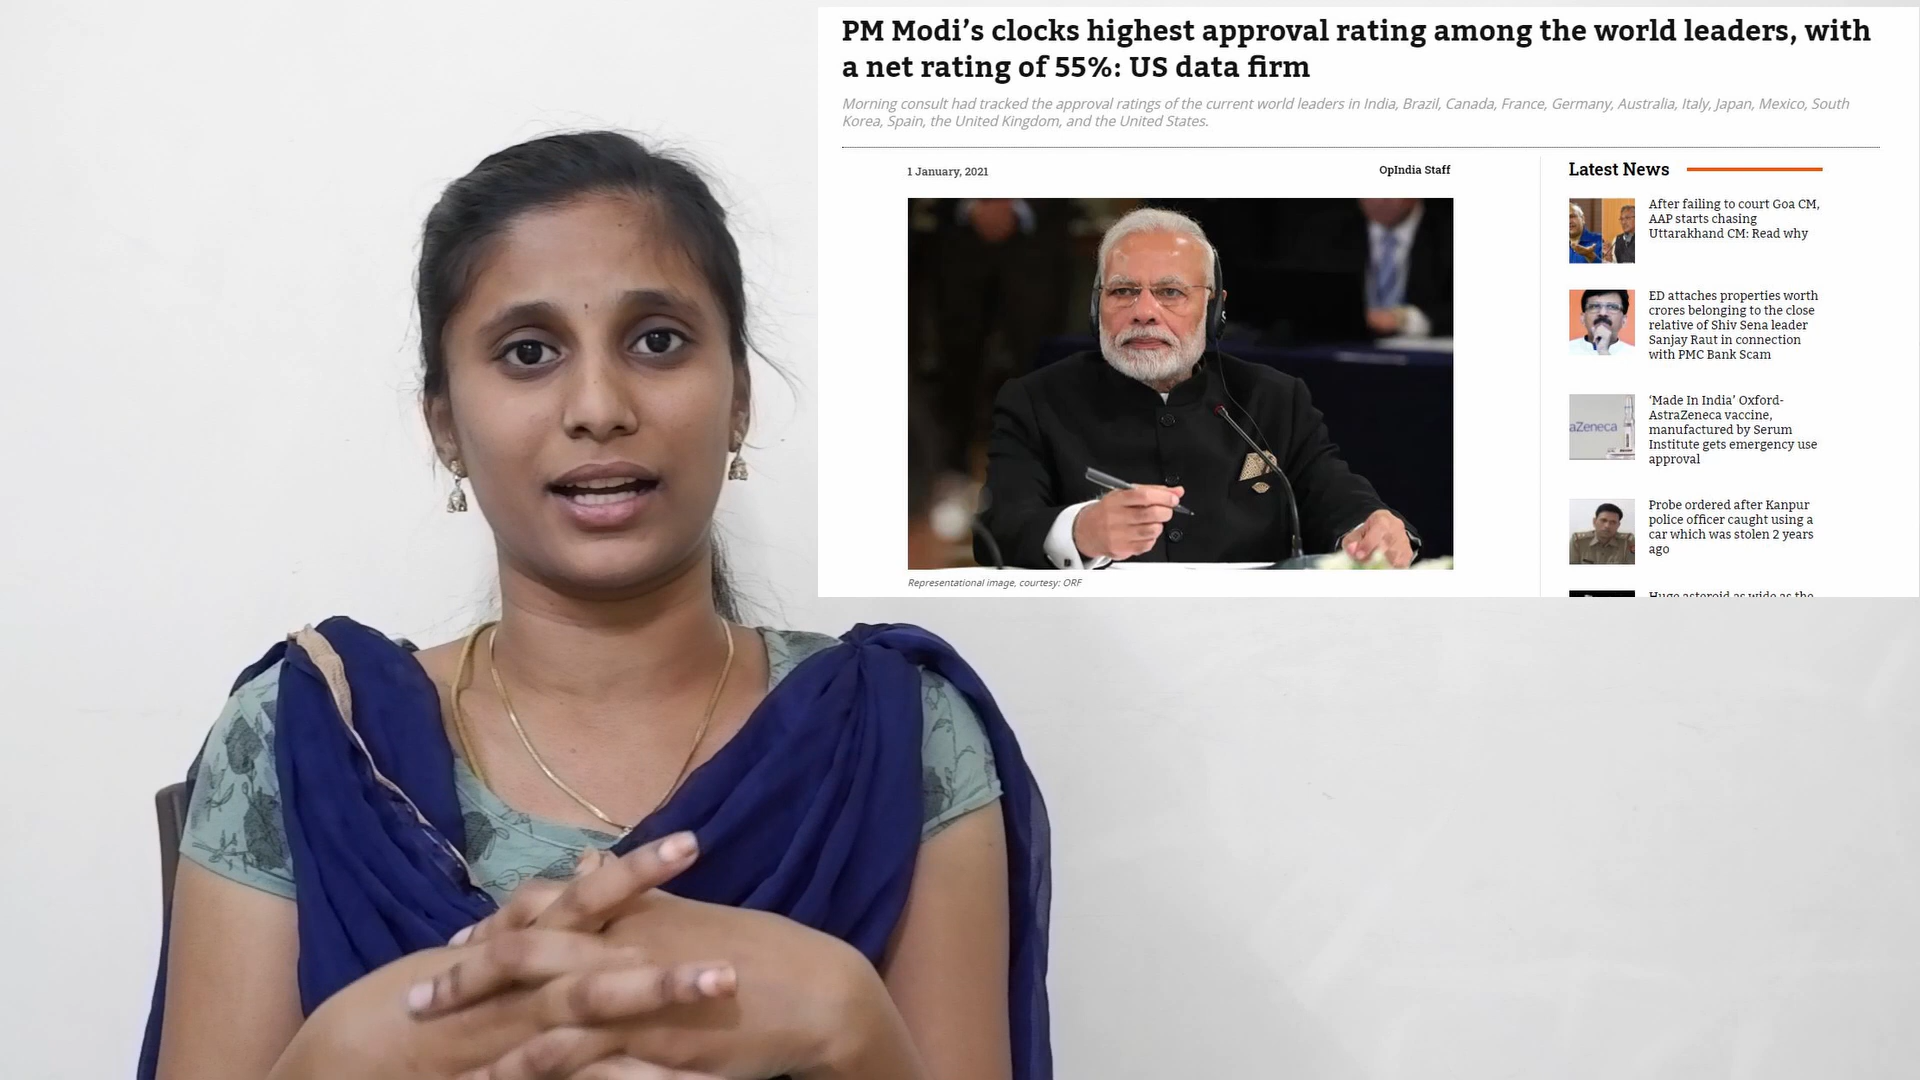 PM Modi’s clocks highest approval rating among the world leaders, with
a net rating of 55%: US data firm
Morning consult had tracked the approval ratings of the current world leaders in India, Brazil, Canada, France, Germany, Australia, Italy, Japan, Mexico, South
Korea, Spain, the United Kingdom, and the United States.
1 January, 2021
OpIndia Staff
Representational image, courtesy: ORF
Latest News
After failing to court Goa CM,
AAP starts chasing
Uttarakhand CM: Read why
ED attaches properties worth
crores belonging to the close
relative of Shiv Sena leader
Sanjay Raut in connection
with PMC Bank Scam
aZeneca
‘Made In India’ Oxford-
AstraZeneca vaccine,
manufactured by Serum
Institute gets emergency use
approval
Probe ordered after Kanpur
police officer caught using a
car which was stolen 2 years
ago
Huge asteroid as wide as the